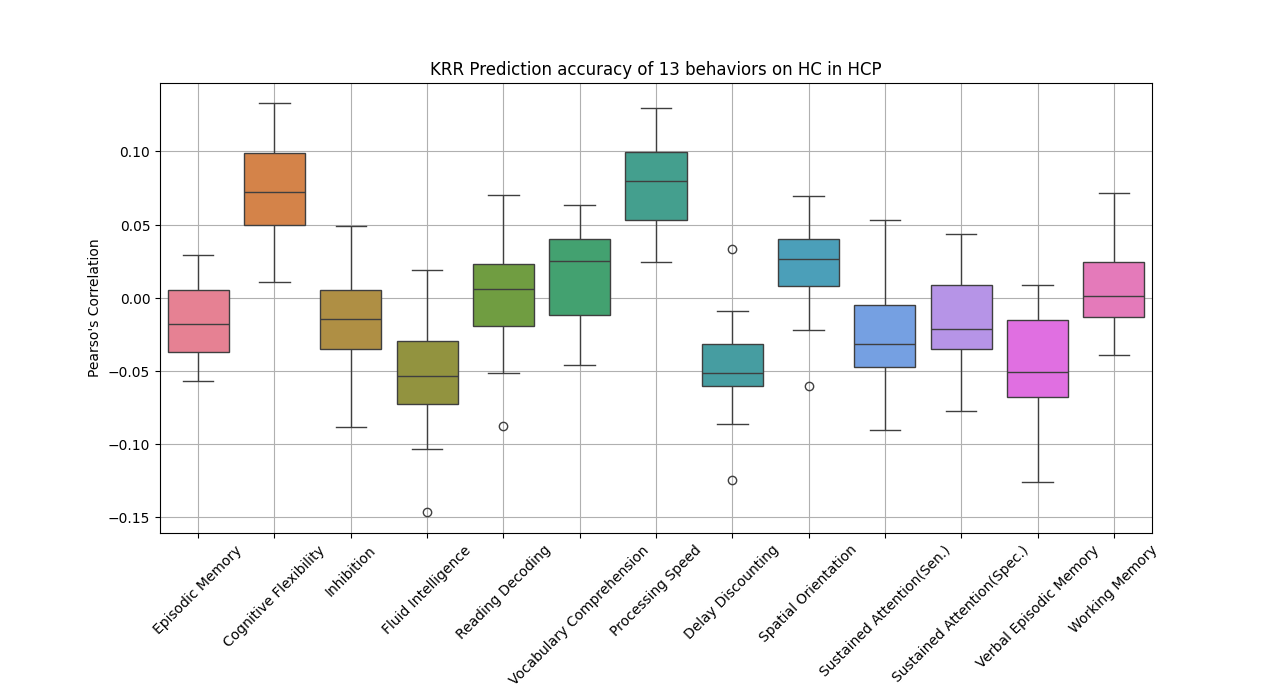 KRR Prediction accuracy of 13 behaviors on HC in HCP
Pearso's Correlation
0.10
0.05
0.00
−0.05
−0.10
−0.15
Episodic Memory
Cognitive Flexibility
Inhibition
Fluid Intelligence
Reading Decoding
Vocabulary Comprehension
Processing Speed
Delay Discounting
Spatial Orientation
Sustained Attention(Sen.)
Sustained Attention(Spec.)
Verbal Episodic Memory
Working Memory